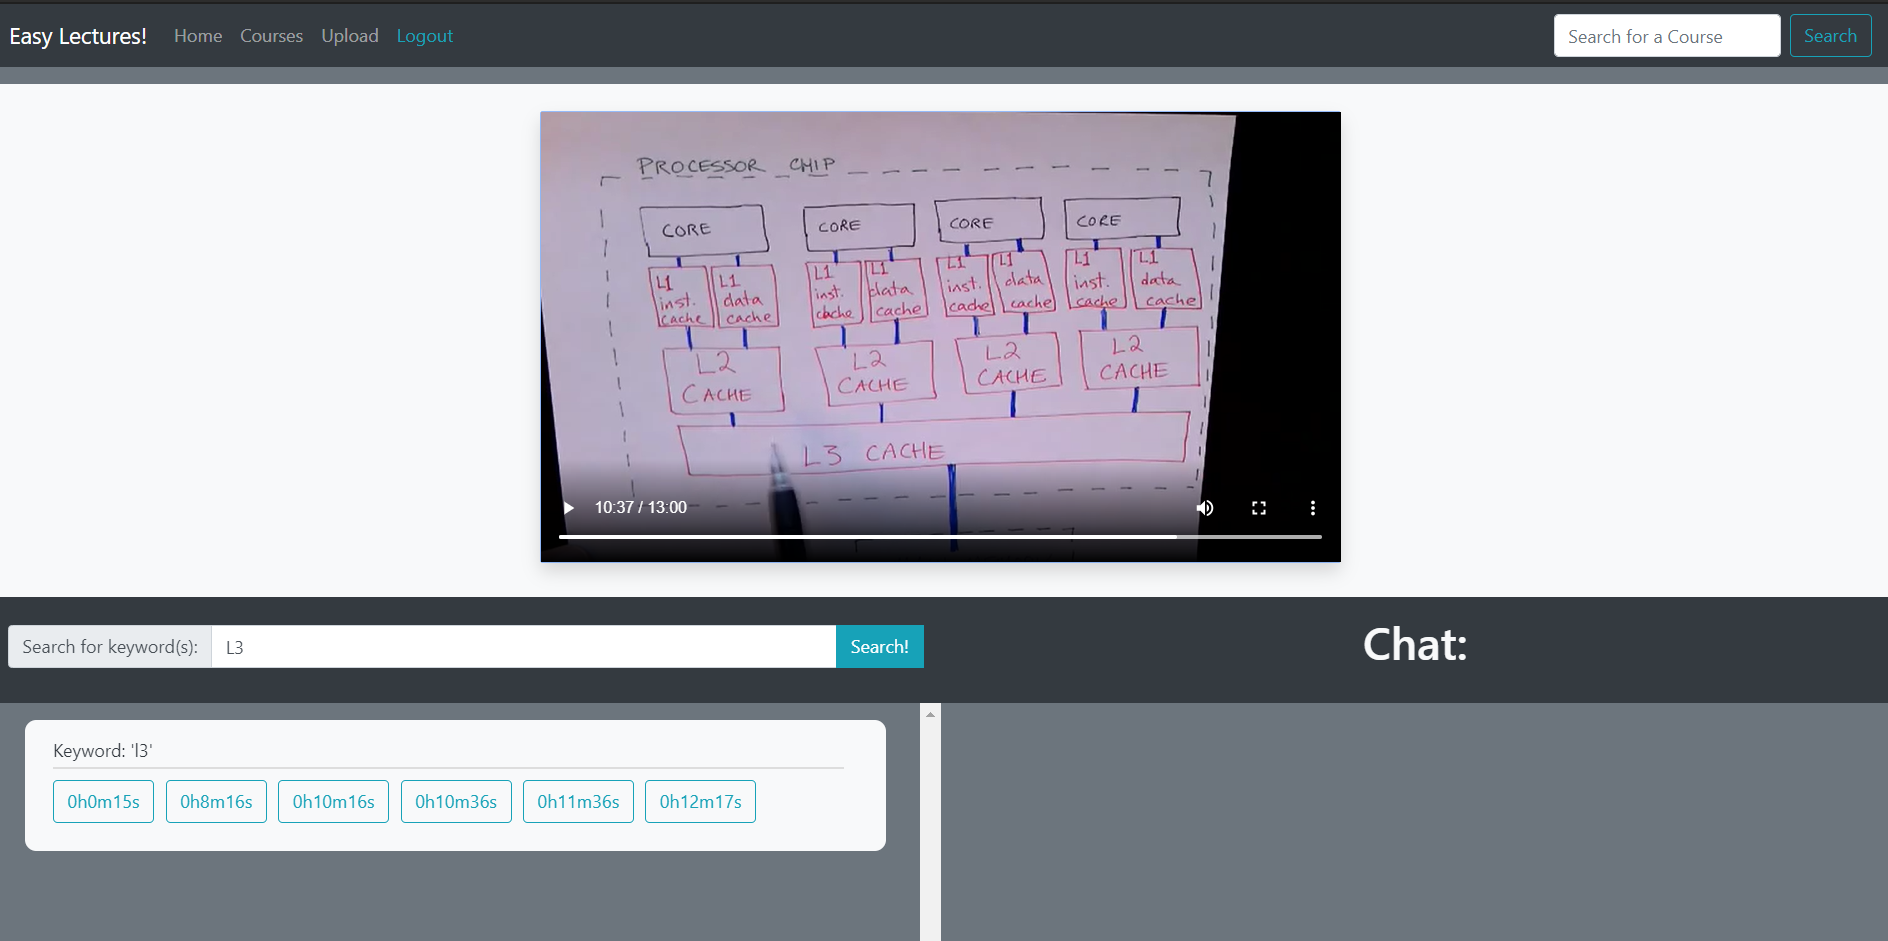 Easy Lectures! Home Courses Upload Logout Search for a Course Search
PROCESSOR CHIP
CORE CORE CORE CORE
L1 inst. cache L1 data cache L1 inst. cache L1 data cache L1 inst. cache L1 data cache L1 inst. cache L1 data cache
L2 CACHE L2 CACHE L2 CACHE L2 CACHE
L3 CACHE
10:37 / 13:00
Search for keyword(s): L3 Search! Chat:
Keyword: 'l3'
0h0m15s 0h8m16s 0h10m16s 0h10m36s 0h11m36s 0h12m17s